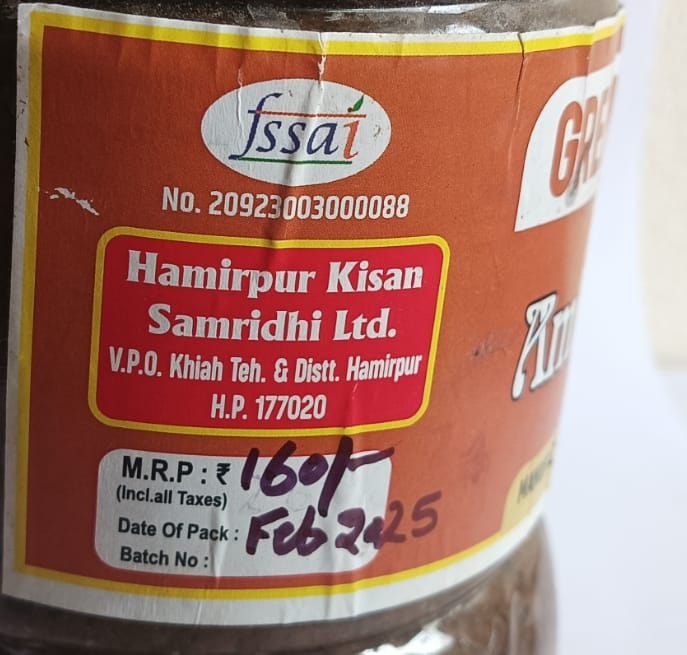 fssai
No. 20923003000088
Hamirpur Kisan
Samridhi Ltd.
V.P.O. Khiah Teh. & Distt. Hamirpur
H.P. 177020
M.R.P : ₹ 160/-
(Incl.all Taxes)
Date Of Pack : Feb 2025
Batch No :